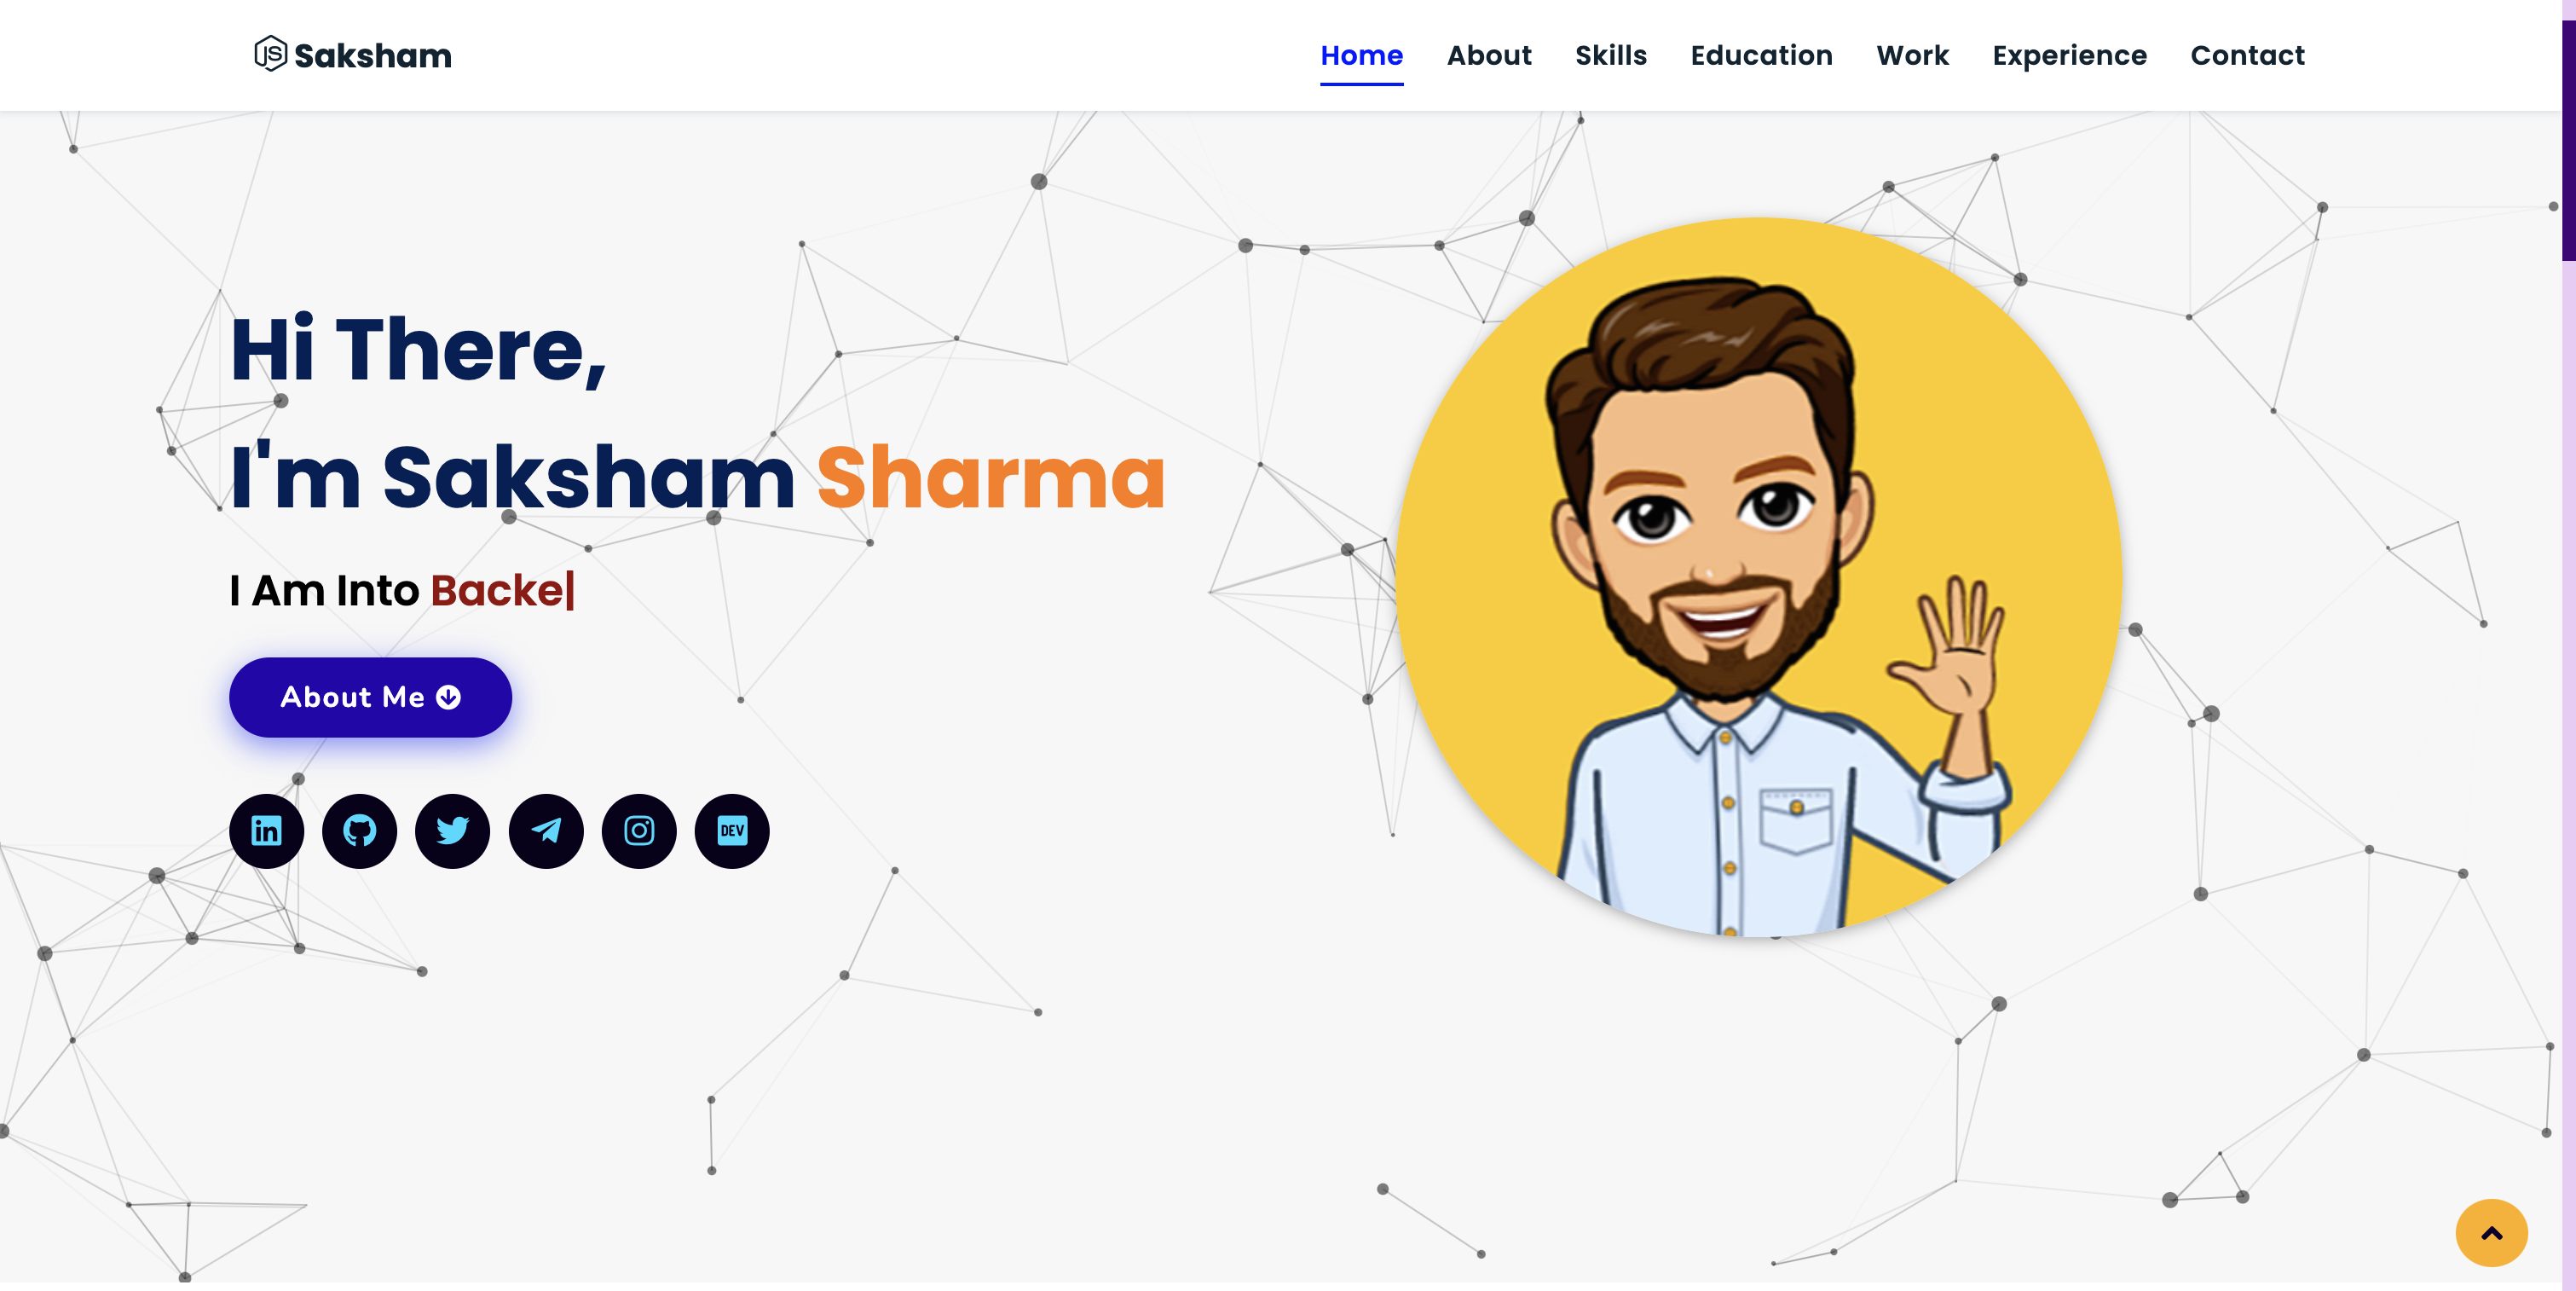 JS Saksham
Home About Skills Education Work Experience Contact
Hi There,
I'm Saksham Sharma
I Am Into Backe|
About Me
in
DEV